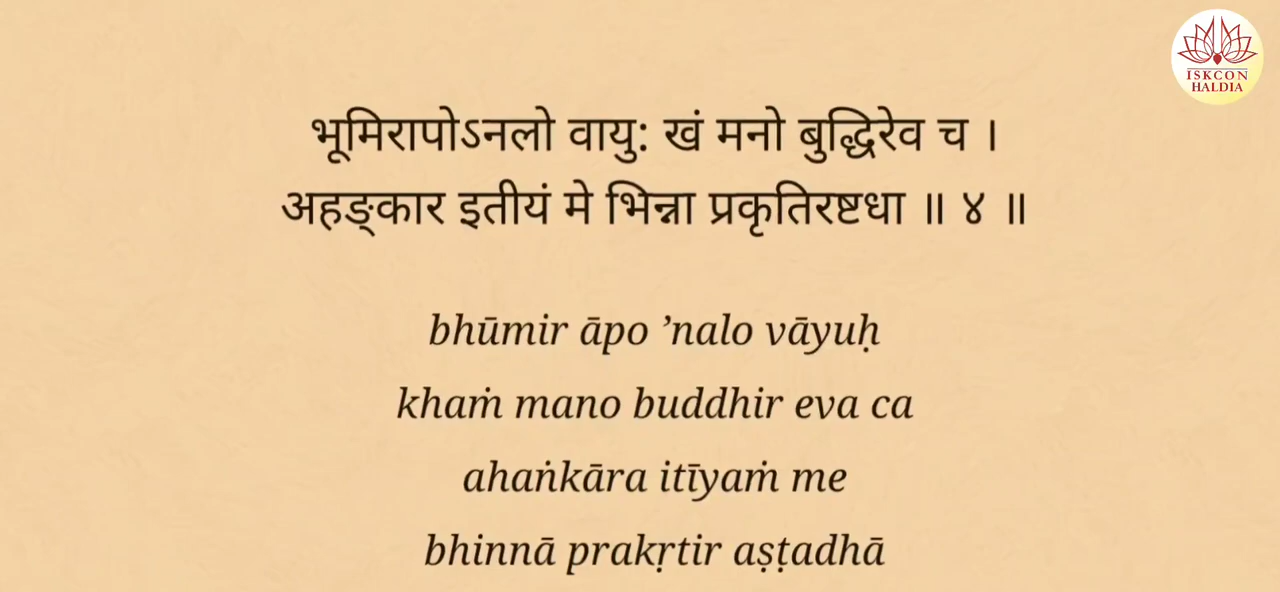 ISKCON
HALDIA
भूमिरापोऽनलो वायु: खं मनो बुद्धिरेव च ।
अहङ्कार इतीयं मे भिन्ना प्रकृतिरष्टधा ॥ ४ ॥
bhūmir āpo ’nalo vāyuḥ
khaṁ mano buddhir eva ca
ahaṅkāra itīyaṁ me
bhinnā prakṛtir aṣṭadhā